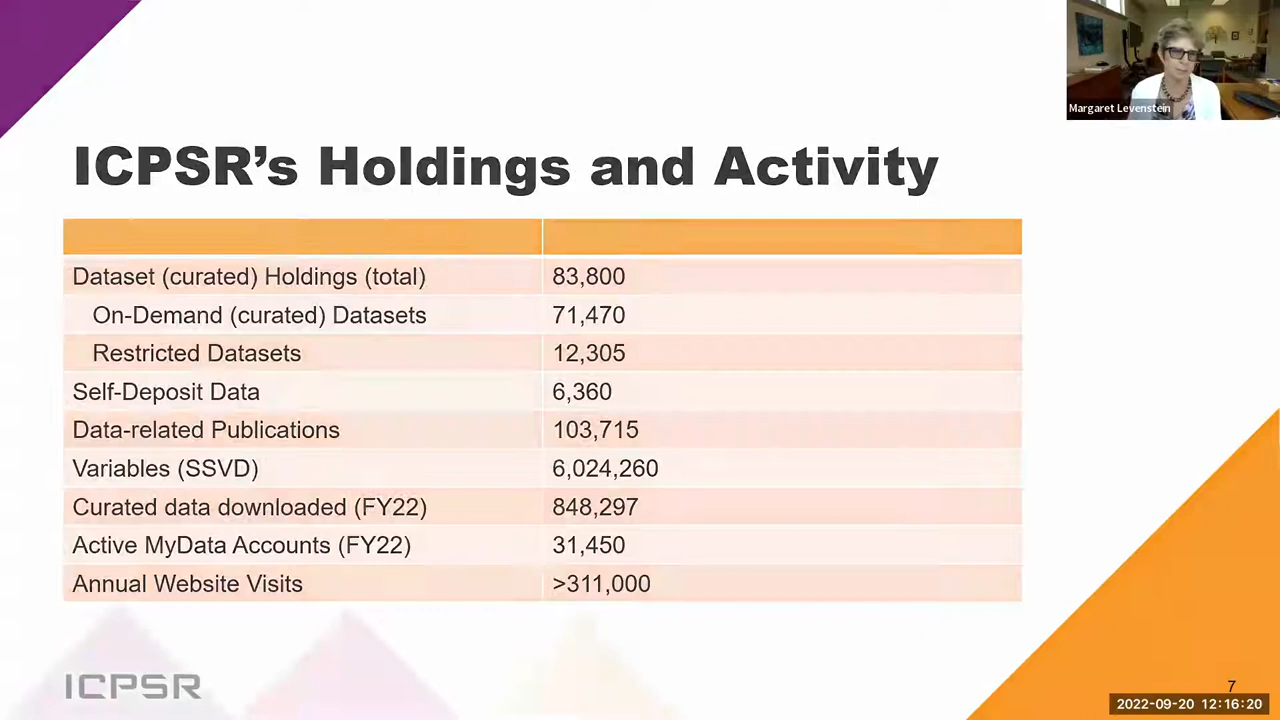 Margaret Levenstein
ICPSR's Holdings and Activity
Dataset (curated) Holdings (total) 83,800
On-Demand (curated) Datasets 71,470
Restricted Datasets 12,305
Self-Deposit Data 6,360
Data-related Publications 103,715
Variables (SSVD) 6,024,260
Curated data downloaded (FY22) 848,297
Active MyData Accounts (FY22) 31,450
Annual Website Visits >311,000
ICPSR
7
2022-09-20 12:16:20